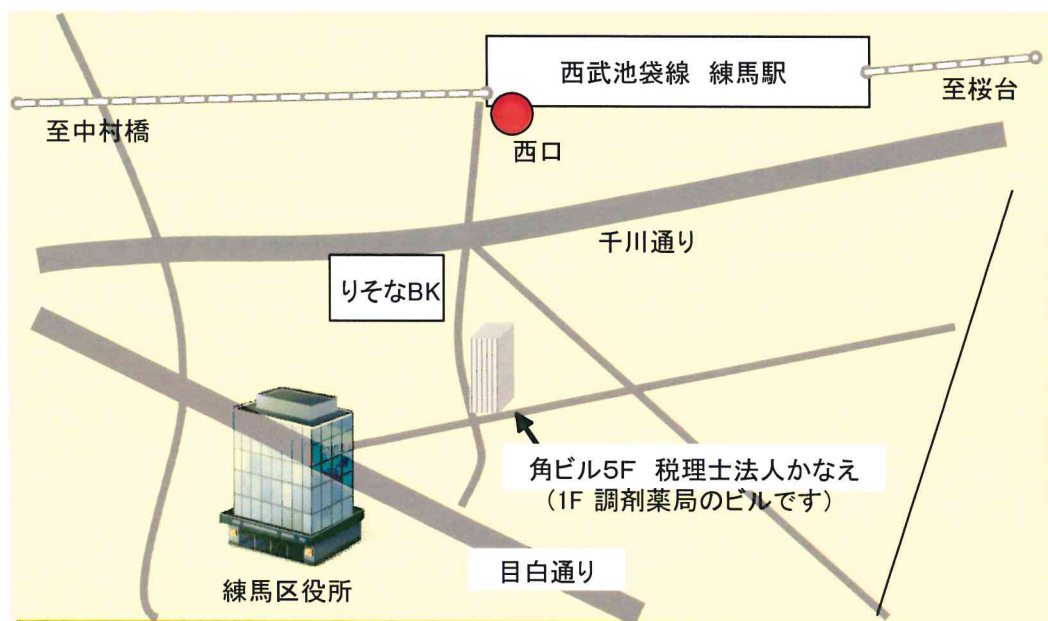 西武池袋線 練馬駅
至桜台
至中村橋
西口
千川通り
りそなBK
角ビル5F 税理士法人かなえ
（1F 調剤薬局のビルです）
目白通り
練馬区役所